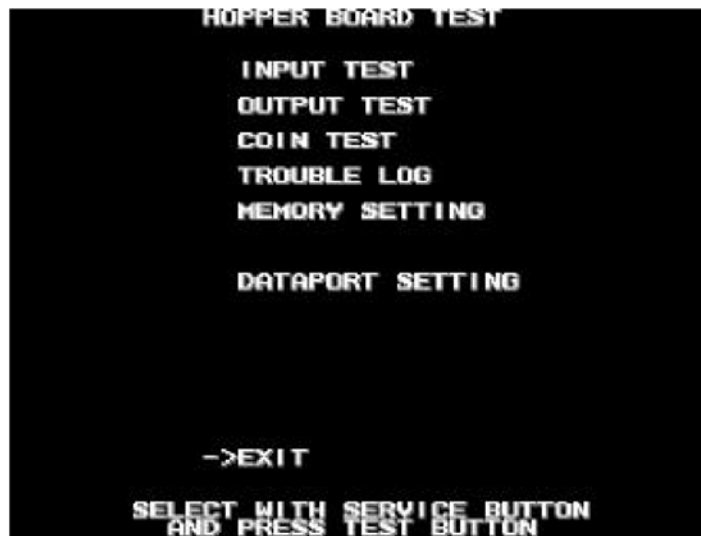 HOPPER BOARD TEST
INPUT TEST
OUTPUT TEST
COIN TEST
TROUBLE LOG
MEMORY SETTING
DATAPORT SETTING
->EXIT
SELECT WITH SERVICE BUTTON
AND PRESS TEST BUTTON